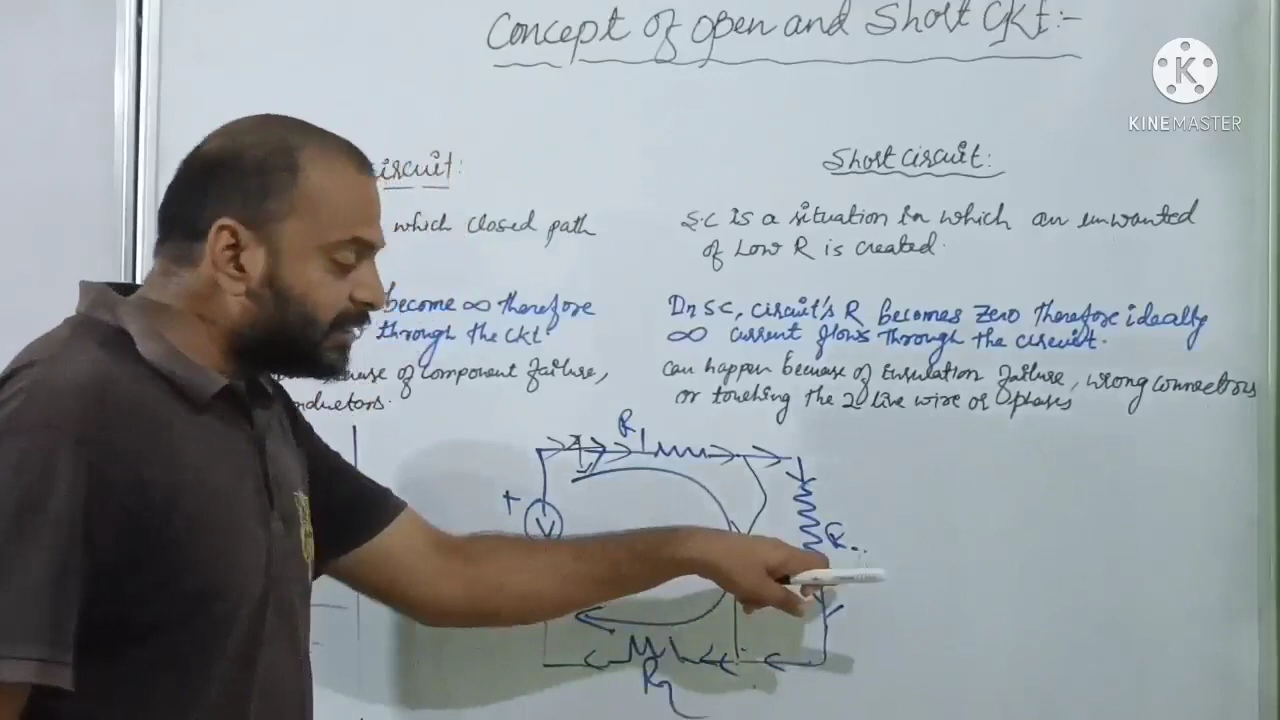 Concept of open and Short CKt:-
KINEMASTER
ircuit:
which closed path
become ∞ therefore
through the CKt
of component failure,
nductors.
Short Circuit:
S.C is a situation in which an unwanted
of Low R is created.
In SC, circuit's R Becomes Zero therefore ideally
∞ current flows through the circuit.
can happen because of Insulation failure, wrong connections
or touching the 2 live wire or phases
R
+
V
R
R